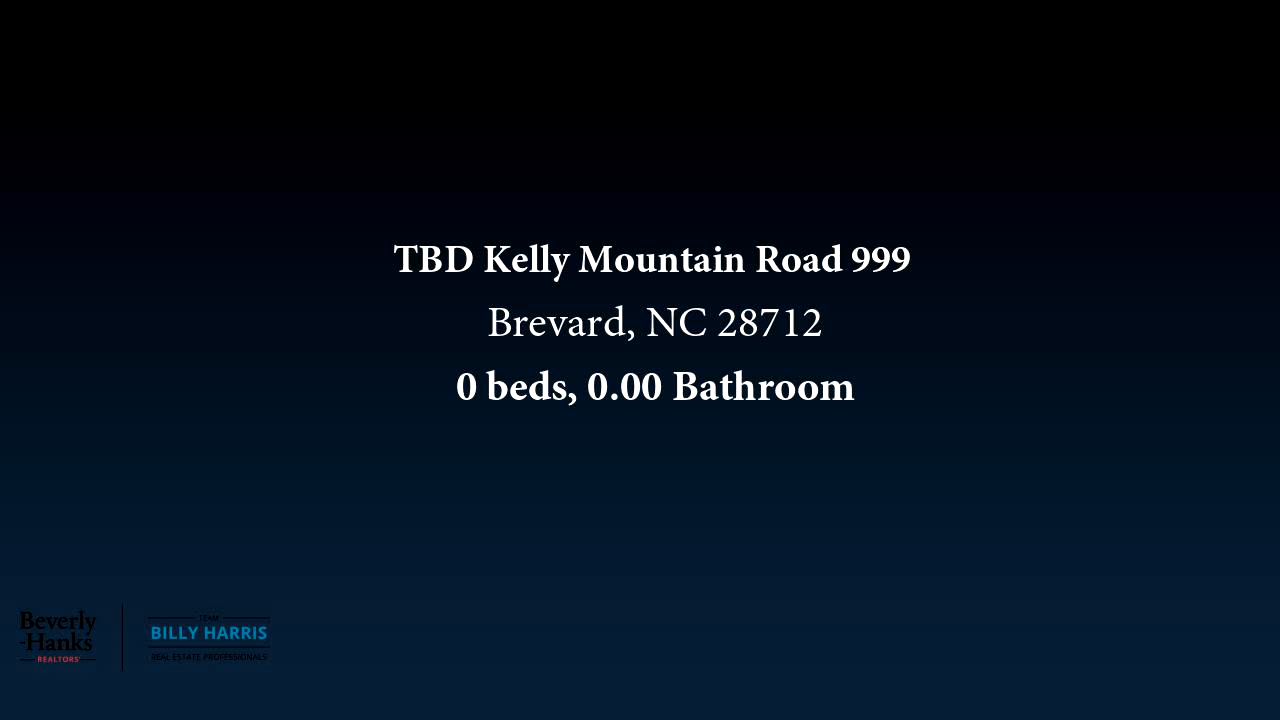 TBD Kelly Mountain Road 999
Brevard, NC 28712
0 beds, 0.00 Bathroom
Beverly
-Hanks
REALTORS
TEAM
BILLY HARRIS
REAL ESTATE PROFESSIONALS